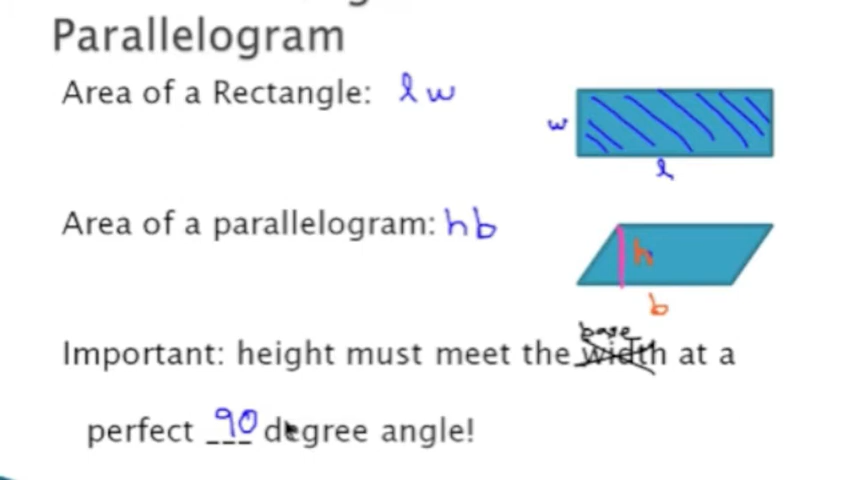 Parallelogram
Area of a Rectangle: l w
w
l
Area of a parallelogram: hb
h
b
base
Important: height must meet the width at a
perfect 90 degree angle!